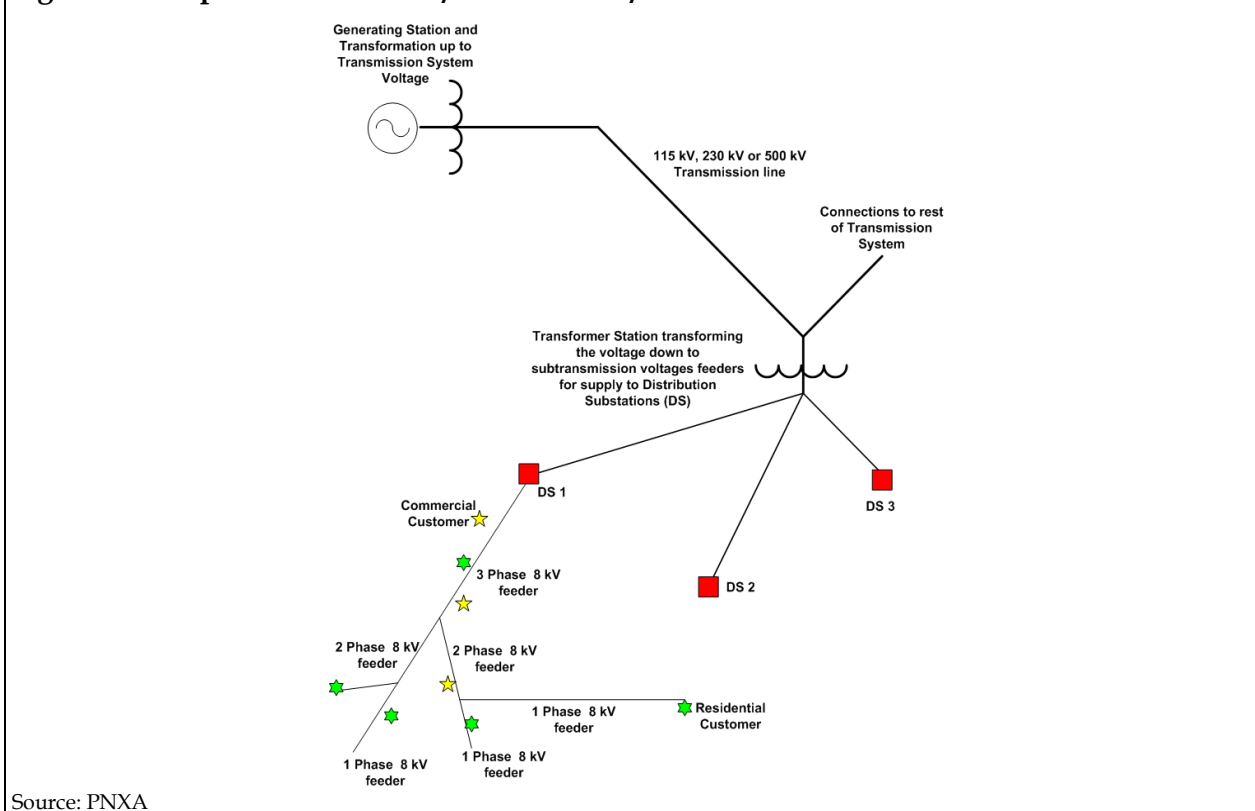 Generating Station and
Transformation up to
Transmission System
Voltage
115 kV, 230 kV or 500 kV
Transmission line
Connections to rest
of Transmission
System
Transformer Station transforming
the voltage down to
subtransmission voltages feeders
for supply to Distribution
Substations (DS)
DS 1
DS 3
Commercial
Customer
3 Phase 8 kV
feeder
DS 2
2 Phase 8 kV
feeder
2 Phase 8 kV
feeder
1 Phase 8 kV
feeder
Residential
Customer
1 Phase 8 kV
feeder
1 Phase 8 kV
feeder
Source: PNXA